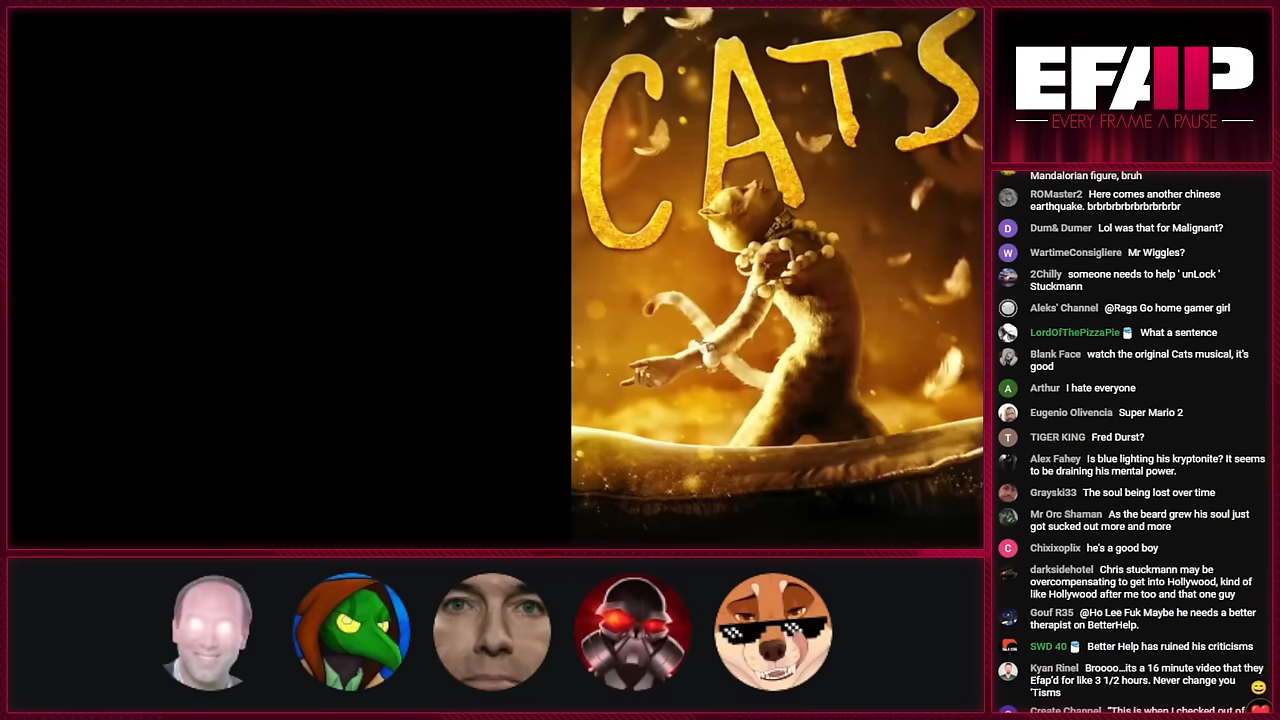 CATS
EFAP
EVERY FRAME A PAUSE
Mandalorian figure, bruh
ROMaster2 Here comes another chinese
earthquake. brbrbrbrbrbrbrbrbr
D
Dum& Dumer Lol was that for Malignant?
W
WartimeConsigliere Mr Wiggles?
2Chilly someone needs to help ' unLock '
Stuckmann
Aleks' Channel @Rags Go home gamer girl
LordOfThePizzaPie What a sentence
Blank Face watch the original Cats musical, it's
good
A
Arthur I hate everyone
Eugenio Olivencia Super Mario 2
T
TIGER KING Fred Durst?
Alex Fahey Is blue lighting his kryptonite? It seems
to be draining his mental power.
Grayski33 The soul being lost over time
Mr Orc Shaman As the beard grew his soul just
got sucked out more and more
C
Chixixoplix he's a good boy
darksidehotel Chris stuckmann may be
overcompensating to get into Hollywood, kind of
like Hollywood after me too and that one guy
Gouf R35 @Ho Lee Fuk Maybe he needs a better
therapist on BetterHelp.
SWD 40 Better Help has ruined his criticisms
Kyan Rinel Broooo...its a 16 minute video that they
Efap'd for like 3 1/2 hours. Never change you
'Tisms
Create Channel "This is when I checked out of